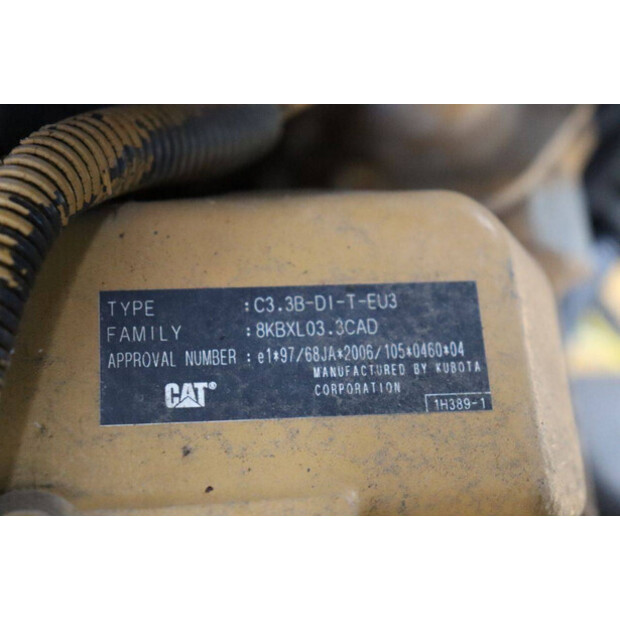 TYPE : C3.3B-DI-T-EU3
FAMILY : 8KBXL03.3CAD
APPROVAL NUMBER : e1*97/68JA*2006/105*0460*04
MANUFACTURED BY KUBOTA
CORPORATION
CAT®
1H389-1